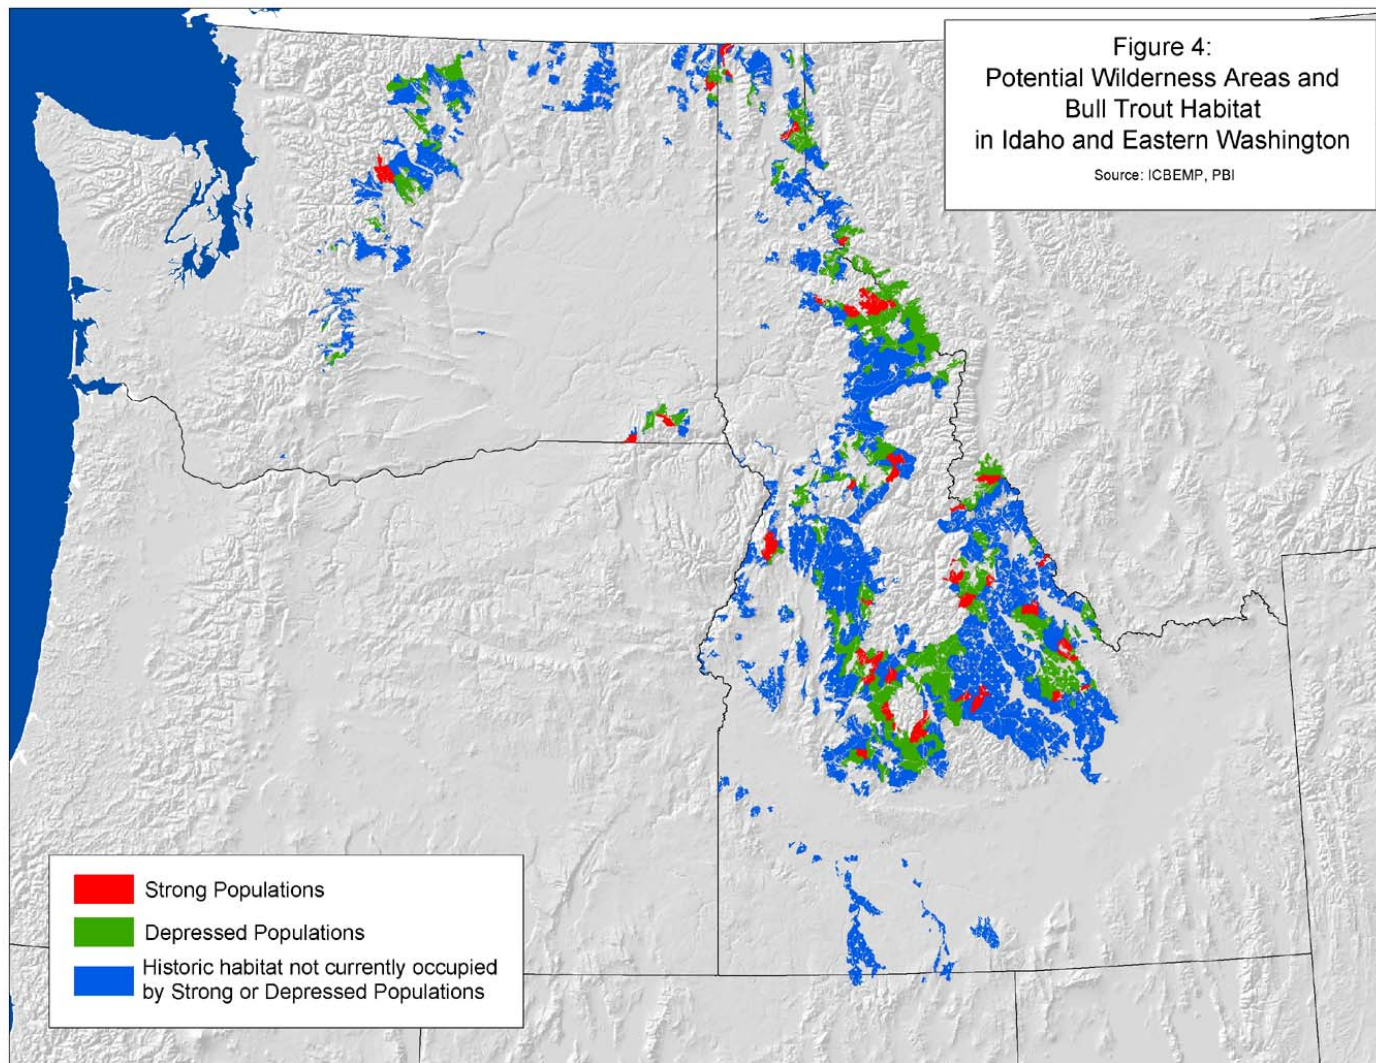 Figure 4:
Potential Wilderness Areas and
Bull Trout Habitat
in Idaho and Eastern Washington
Source: ICBEMP, PBI
Strong Populations
Depressed Populations
Historic habitat not currently occupied
by Strong or Depressed Populations